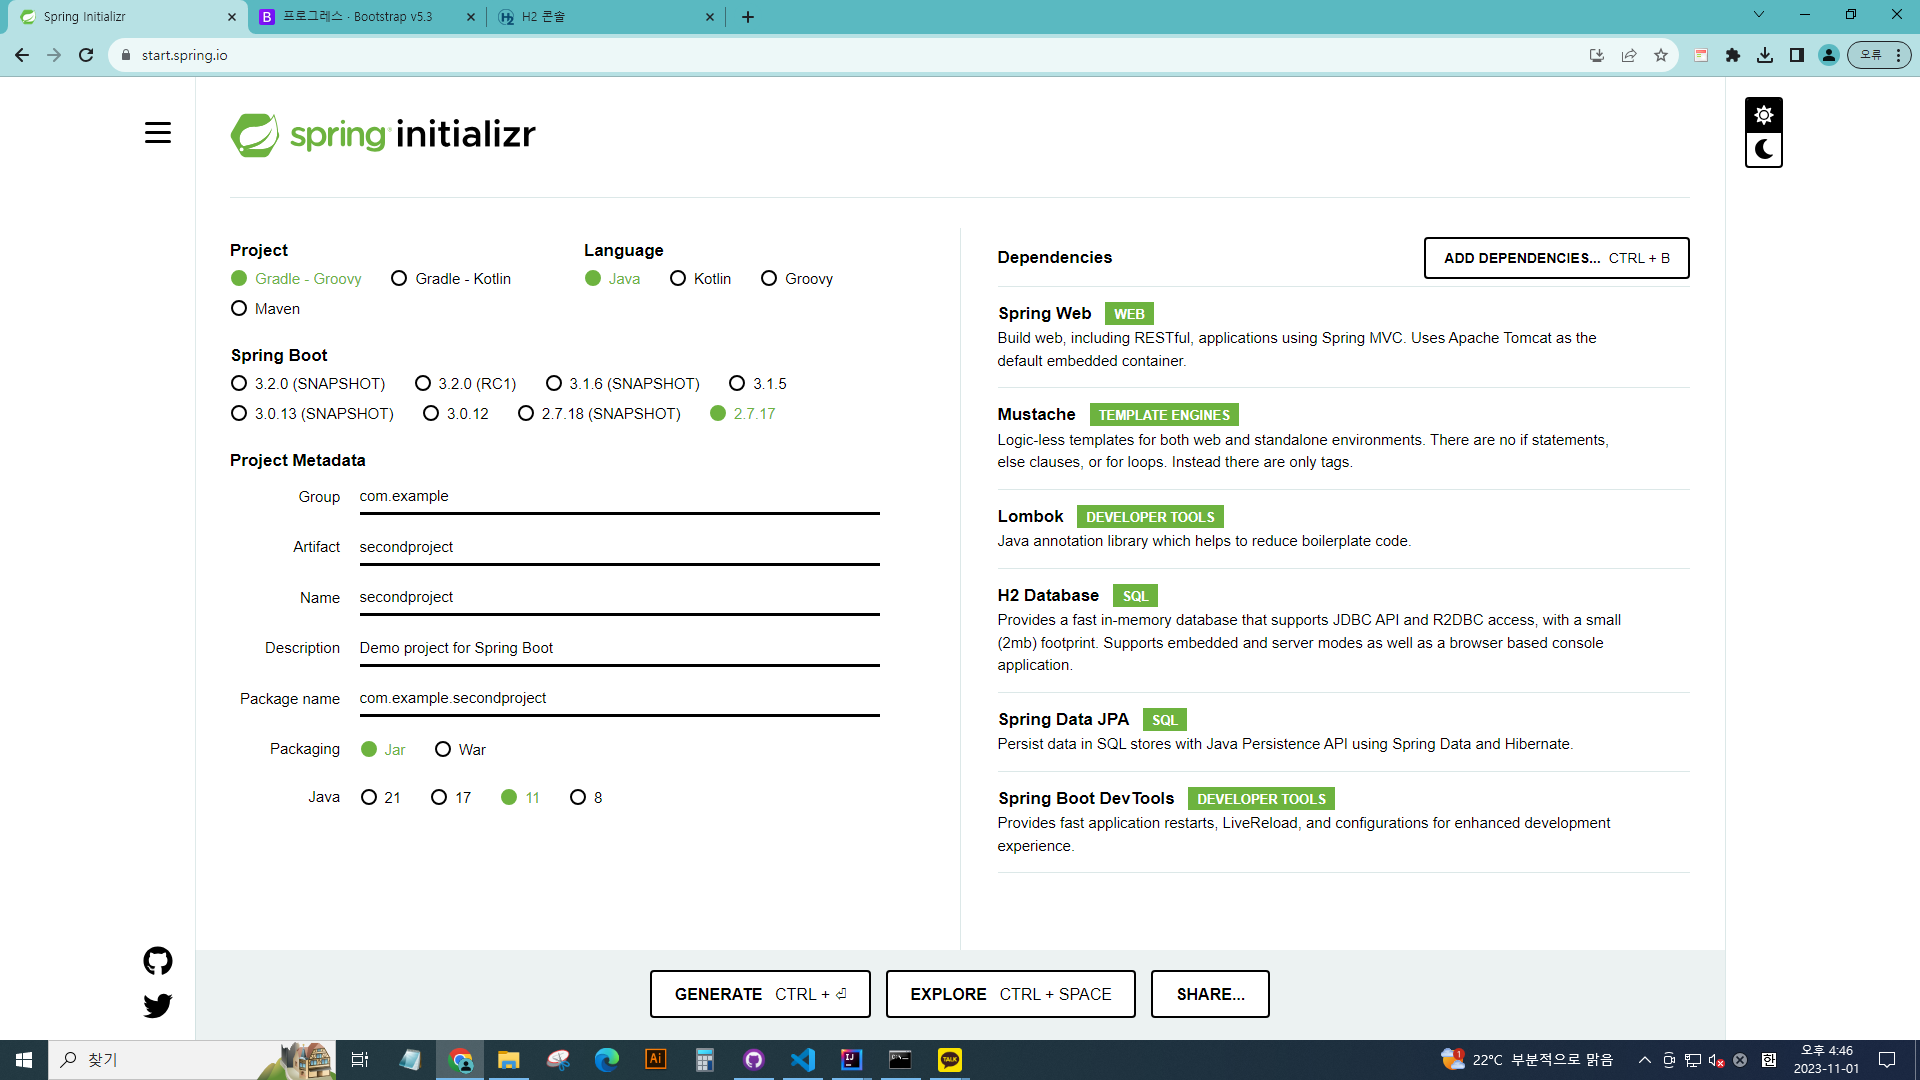 Spring Initializr
프로그레스 · Bootstrap v5.3
H2 콘솔
start.spring.io
오류
spring initializr
Project
Gradle - Groovy
Gradle - Kotlin
Maven
Language
Java
Kotlin
Groovy
Spring Boot
3.2.0 (SNAPSHOT)
3.2.0 (RC1)
3.1.6 (SNAPSHOT)
3.1.5
3.0.13 (SNAPSHOT)
3.0.12
2.7.18 (SNAPSHOT)
2.7.17
Project Metadata
Group
com.example
Artifact
secondproject
Name
secondproject
Description
Demo project for Spring Boot
Package name
com.example.secondproject
Packaging
Jar
War
Java
21
17
11
8
Dependencies
ADD DEPENDENCIES... CTRL + B
Spring Web WEB
Build web, including RESTful, applications using Spring MVC. Uses Apache Tomcat as the
default embedded container.
Mustache TEMPLATE ENGINES
Logic-less templates for both web and standalone environments. There are no if statements,
else clauses, or for loops. Instead there are only tags.
Lombok DEVELOPER TOOLS
Java annotation library which helps to reduce boilerplate code.
H2 Database SQL
Provides a fast in-memory database that supports JDBC API and R2DBC access, with a small
(2mb) footprint. Supports embedded and server modes as well as a browser based console
application.
Spring Data JPA SQL
Persist data in SQL stores with Java Persistence API using Spring Data and Hibernate.
Spring Boot DevTools DEVELOPER TOOLS
Provides fast application restarts, LiveReload, and configurations for enhanced development
experience.
GENERATE CTRL + ⏎
EXPLORE CTRL + SPACE
SHARE...
찾기
Ai
IJ
TALK
1
22°C 부분적으로 맑음
한
오후 4:46
2023-11-01